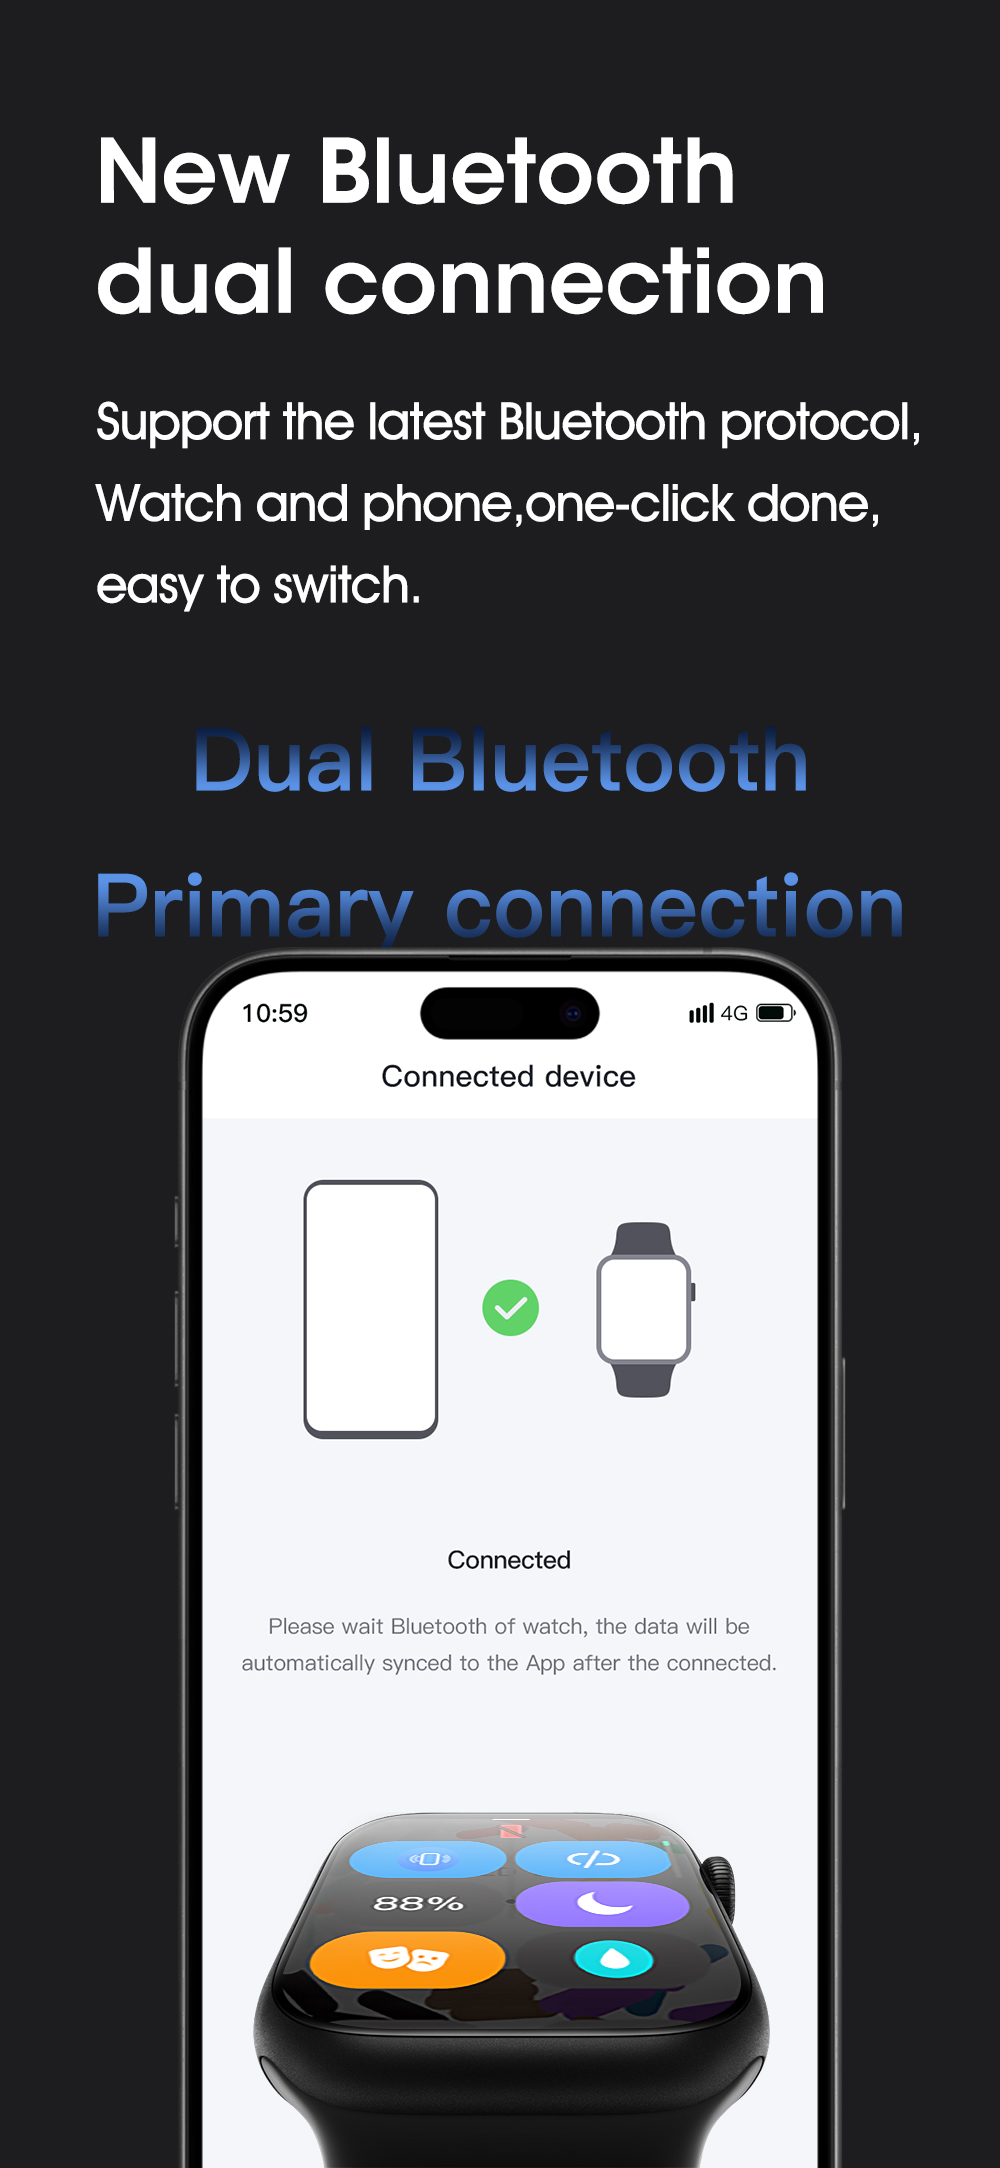 New Bluetooth
dual connection
Support the latest Bluetooth protocol,
Watch and phone,one-click done,
easy to switch.
Dual Bluetooth
Primary connection
10:59
4G
Connected device
Connected
Please wait Bluetooth of watch, the data will be
automatically synced to the App after the connected.
88%